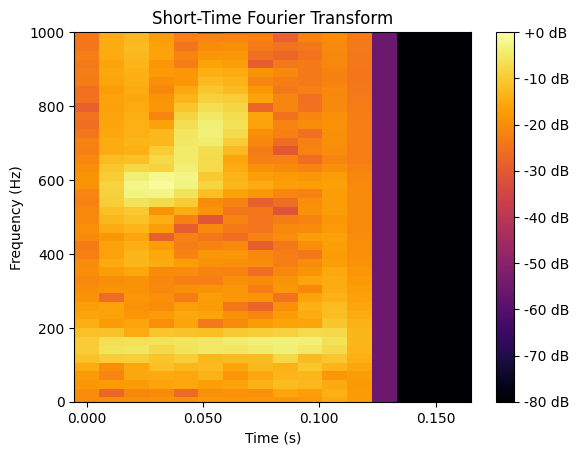 Short-Time Fourier Transform
1000
800
600
400
200
0
Frequency (Hz)
0.000
0.050
0.100
0.150
Time (s)
+0 dB
-10 dB
-20 dB
-30 dB
-40 dB
-50 dB
-60 dB
-70 dB
-80 dB